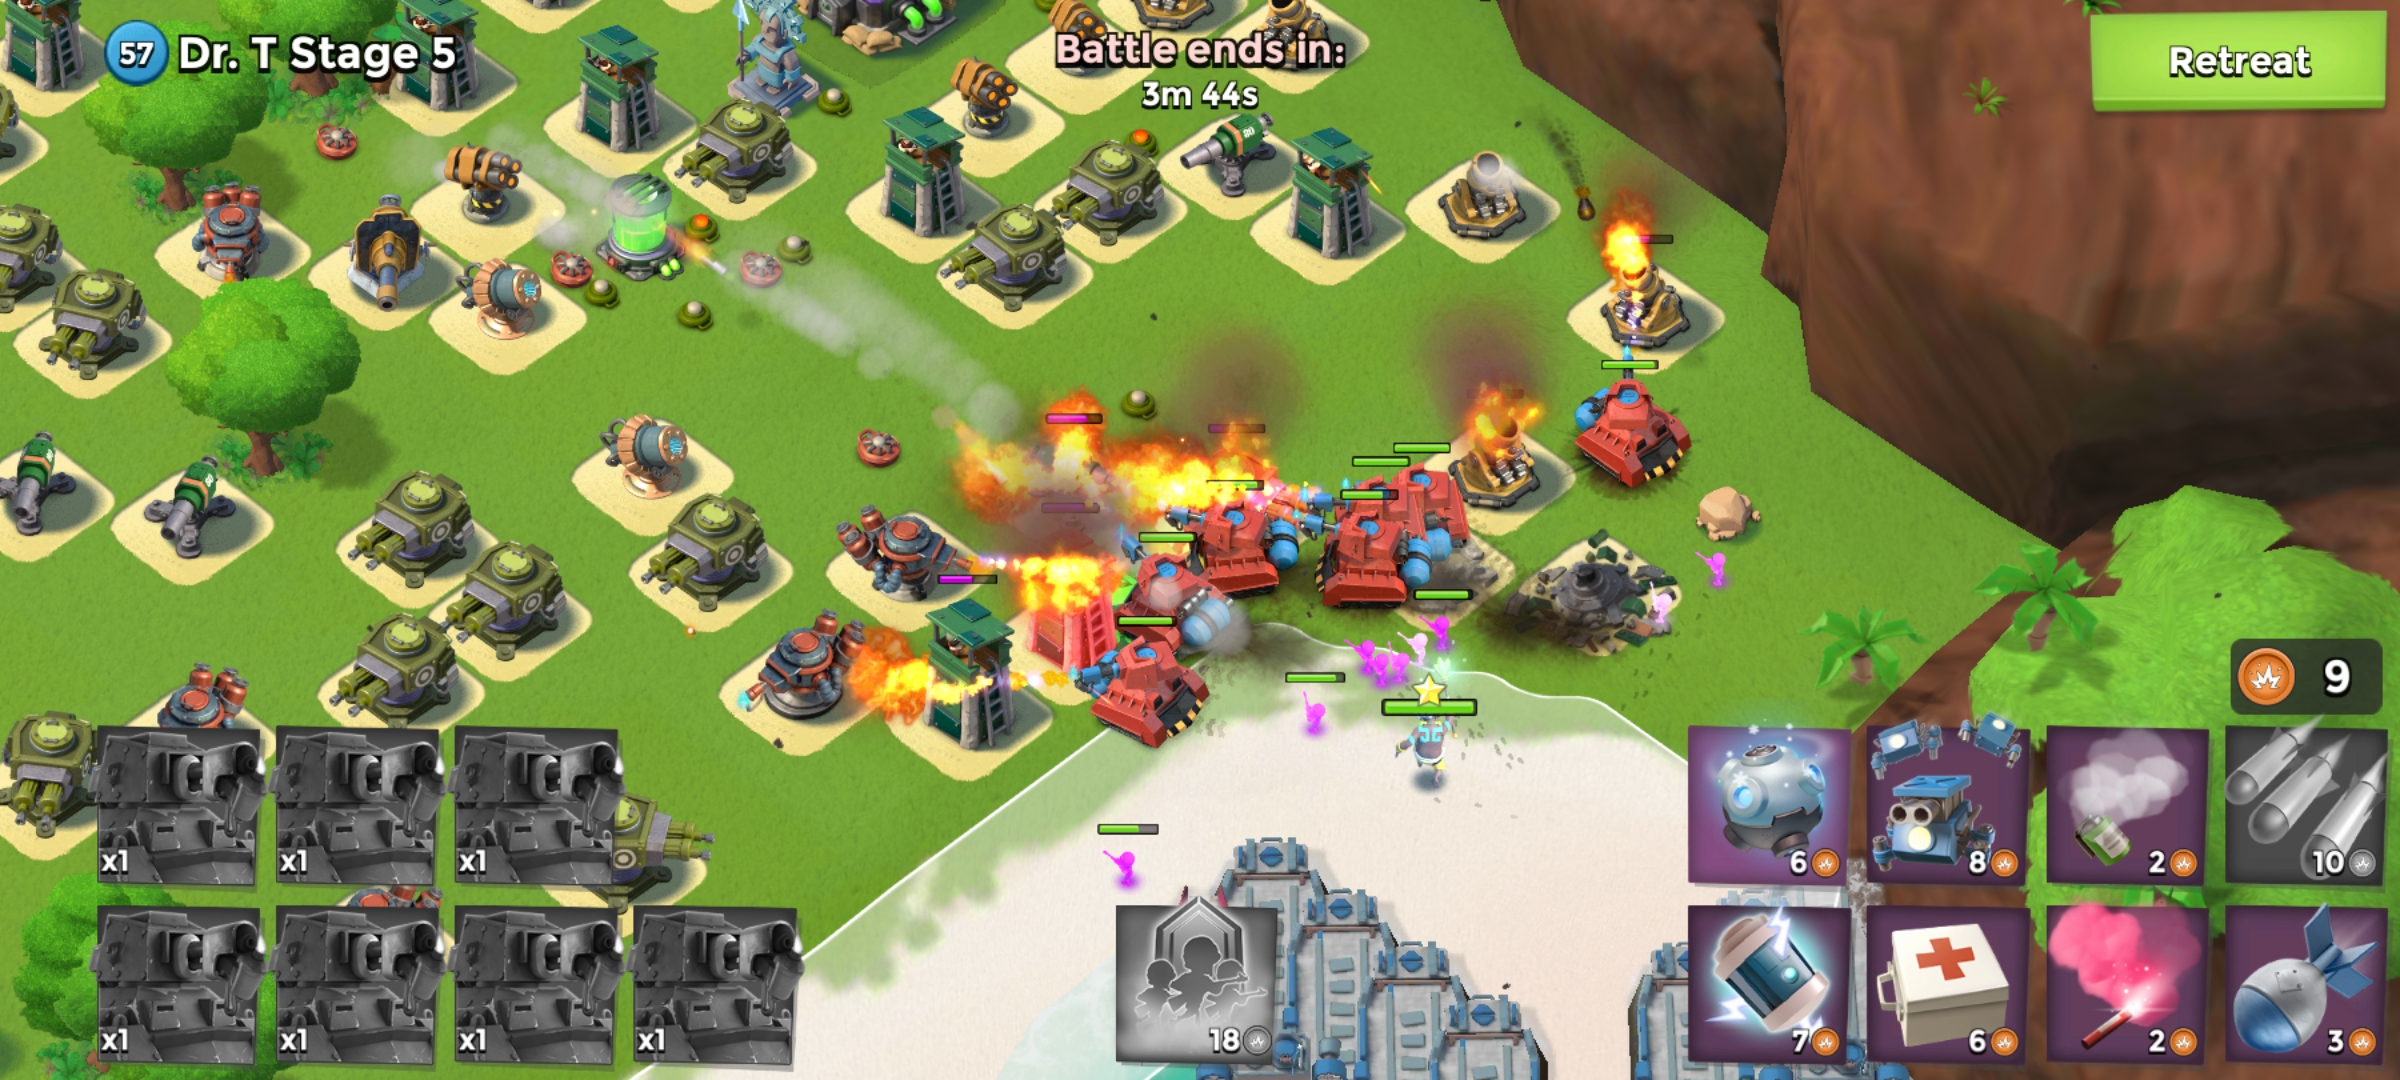 57 Dr. T Stage 5
Battle ends in:
3m 44s
Retreat
9
x1
x1
x1
x1
x1
x1
x1
18
6
8
2
10
7
6
2
3